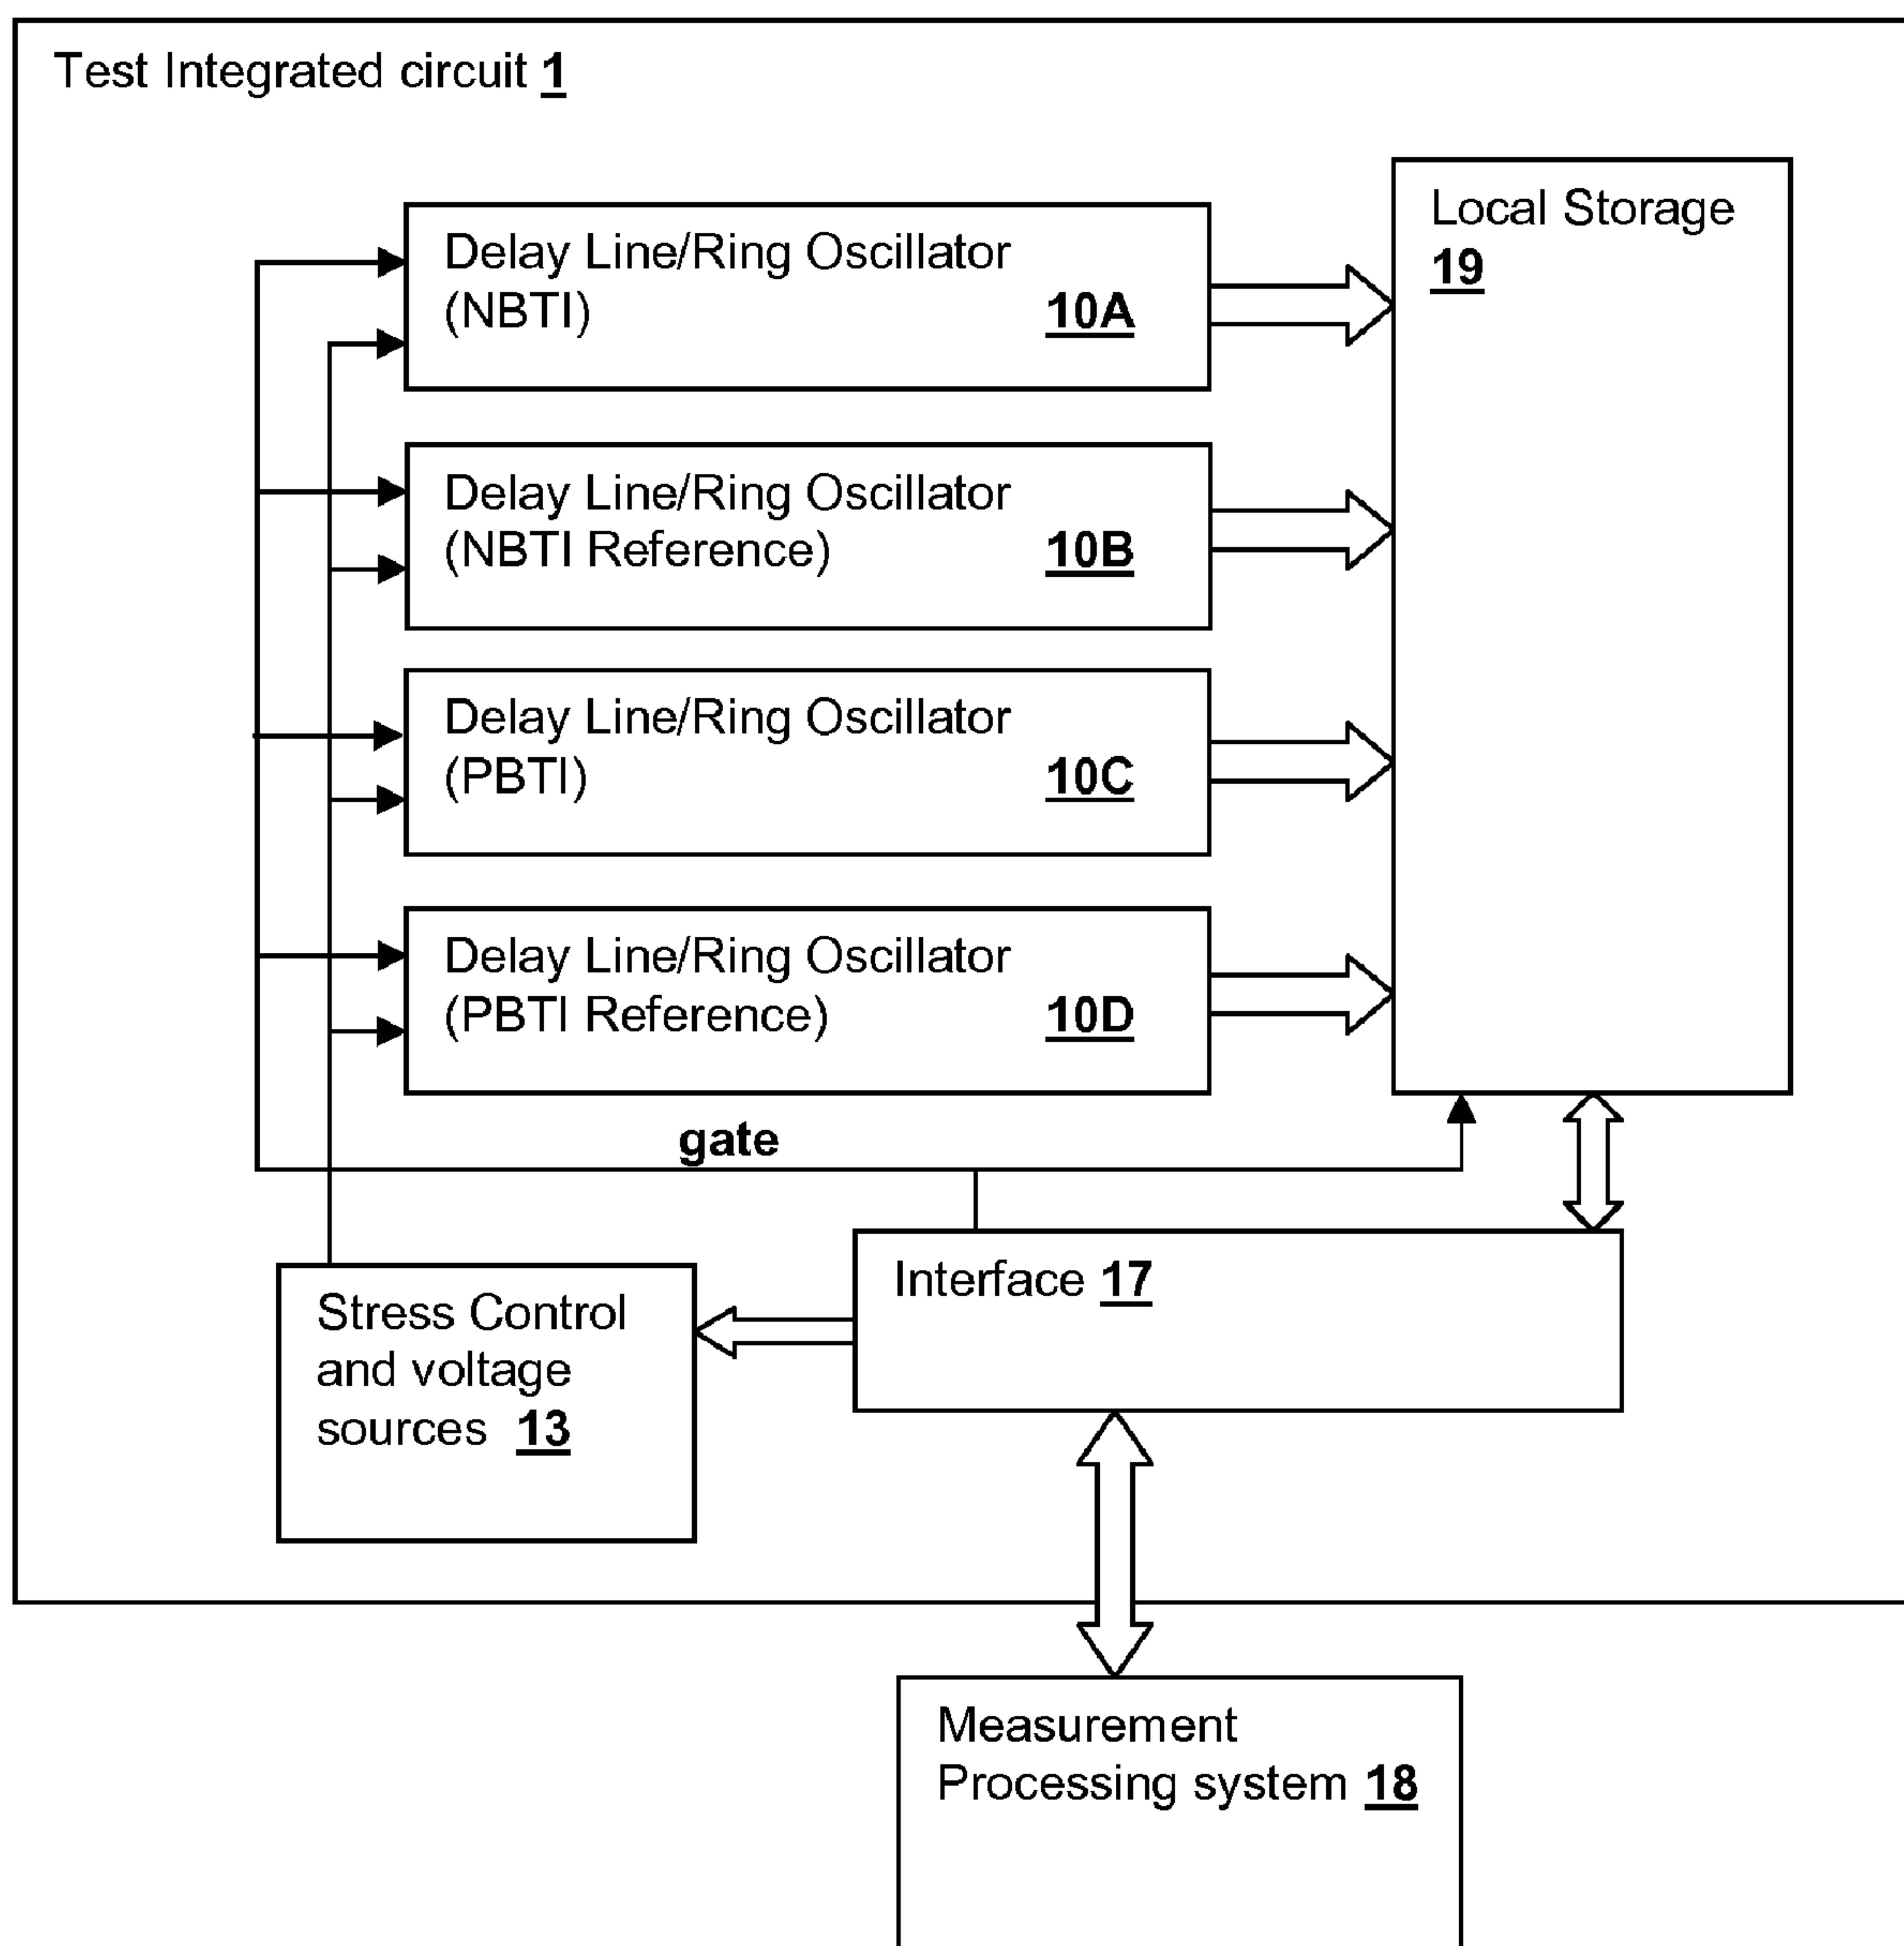 Test Integrated circuit 1
Delay Line/Ring Oscillator
(NBTI) 10A
Local Storage
19
Delay Line/Ring Oscillator
(NBTI Reference) 10B
Delay Line/Ring Oscillator
(PBTI) 10C
Delay Line/Ring Oscillator
(PBTI Reference) 10D
gate
Interface 17
Stress Control
and voltage
sources 13
Measurement
Processing system 18